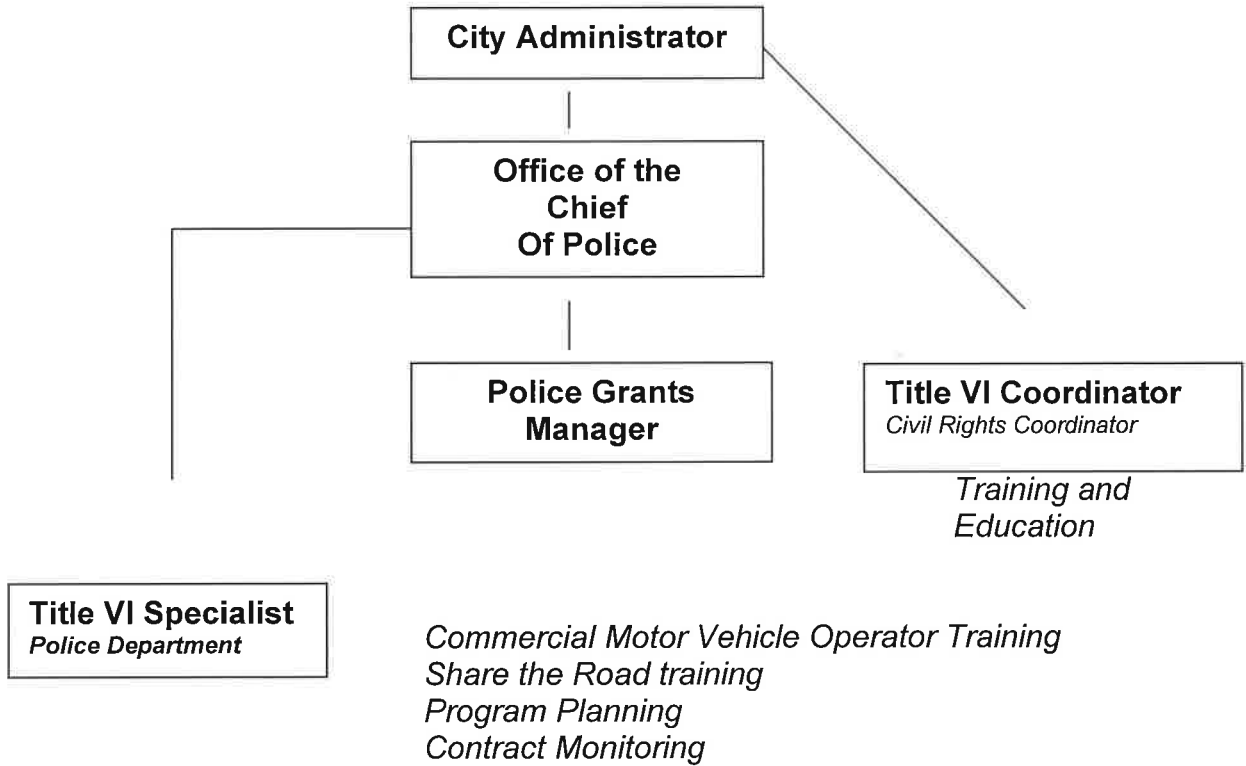 City Administrator
Office of the
Chief
Of Police
Police Grants
Manager
Title VI Coordinator
Civil Rights Coordinator
Training and
Education
Title VI Specialist
Police Department
Commercial Motor Vehicle Operator Training
Share the Road training
Program Planning
Contract Monitoring